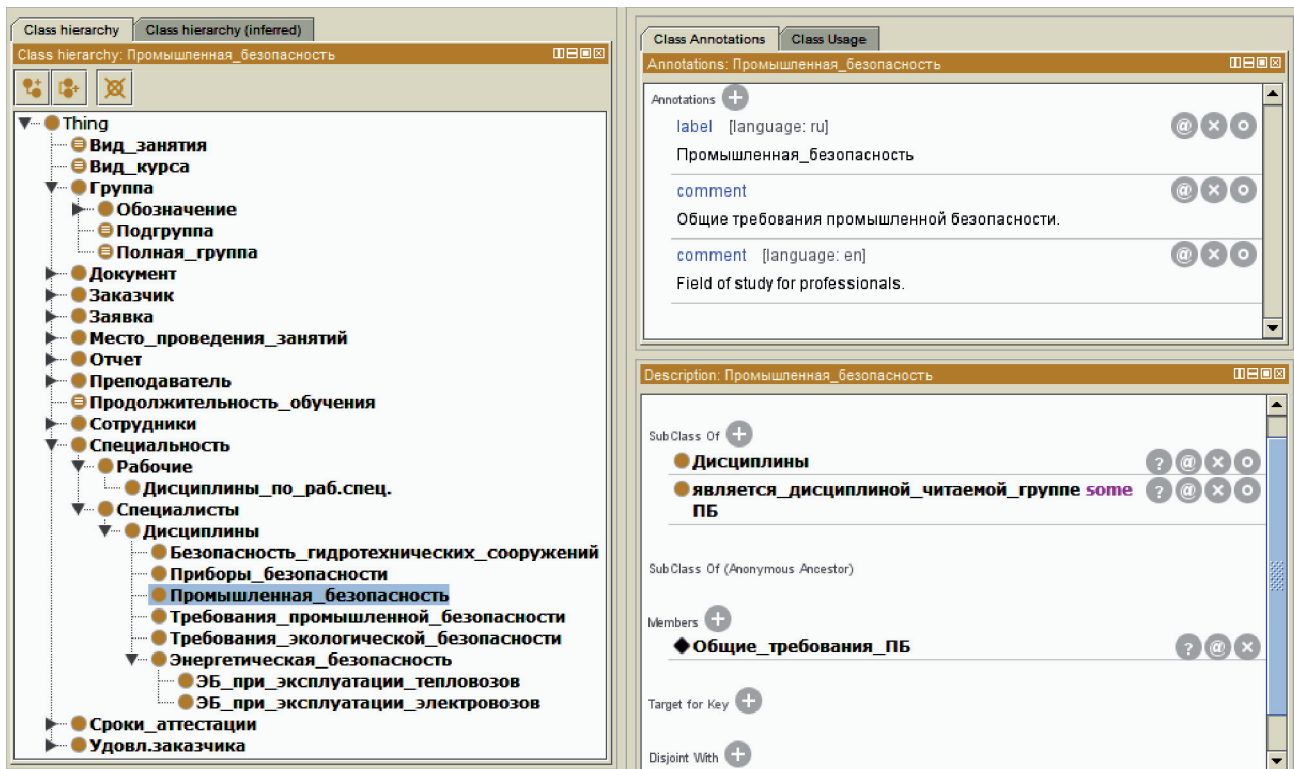 Class hierarchy
Class hierarchy (inferred)
Class hierarchy: Промышленная_безопасность
Thing
Вид_занятия
Вид_курса
Группа
Обозначение
Подгруппа
Полная_группа
Документ
Заказчик
Заявка
Место_проведения_занятий
Отчет
Преподаватель
Продолжительность_обучения
Сотрудники
Специальность
Рабочие
Дисциплины_по_раб.спец.
Специалисты
Дисциплины
Безопасность_гидротехнических_сооружений
Приборы_безопасности
Промышленная_безопасность
Требования_промышленной_безопасности
Требования_экологической_безопасности
Энергетическая_безопасность
ЭБ_при_эксплуатации_тепловозов
ЭБ_при_эксплуатации_электровозов
Сроки_аттестации
Удовл.заказчика
Class Annotations
Class Usage
Annotations: Промышленная_безопасность
Annotations
label [language: ru]
Промышленная_безопасность
comment
Общие требования промышленной безопасности.
comment [language: en]
Field of study for professionals.
Description: Промышленная_безопасность
SubClass Of
Дисциплины
является_дисциплиной_читаемой_группе some
ПБ
SubClass Of (Anonymous Ancestor)
Members
Общие_требования_ПБ
Target for Key
Disjoint With